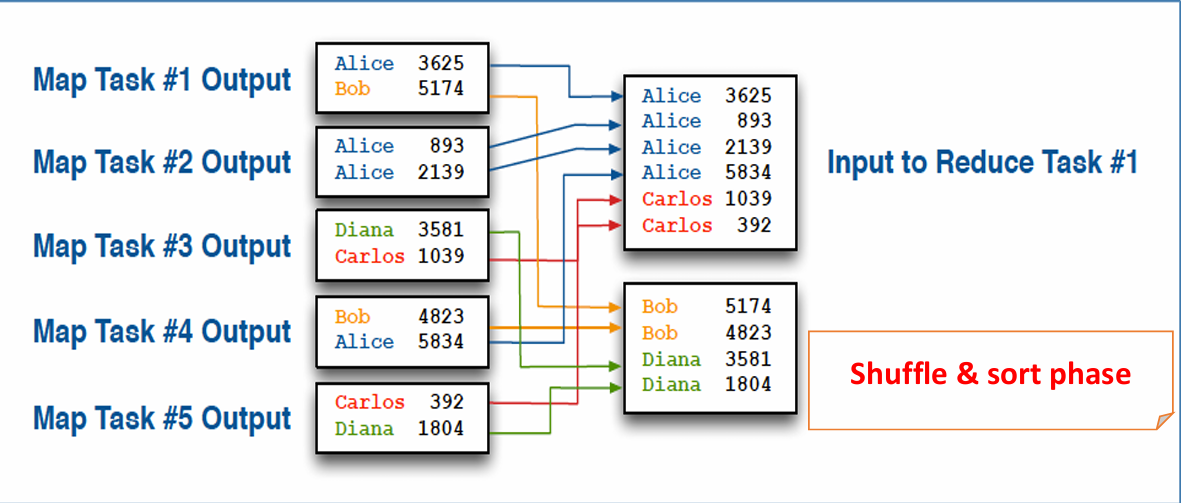 Map Task #1 Output
Alice 3625
Bob 5174
Map Task #2 Output
Alice 893
Alice 2139
Map Task #3 Output
Diana 3581
Carlos 1039
Map Task #4 Output
Bob 4823
Alice 5834
Map Task #5 Output
Carlos 392
Diana 1804
Alice 3625
Alice 893
Alice 2139
Alice 5834
Carlos 1039
Carlos 392
Input to Reduce Task #1
Bob 5174
Bob 4823
Diana 3581
Diana 1804
Shuffle & sort phase